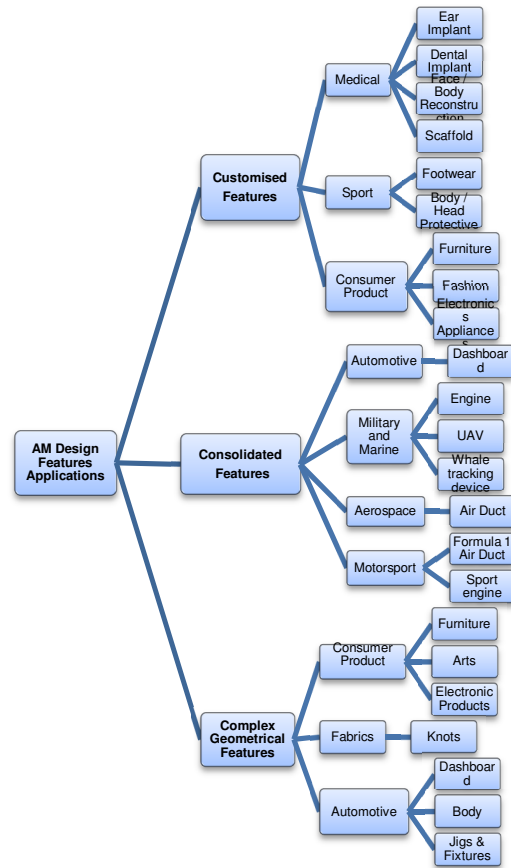 Ear
Implant
Dental
Implant
Face /
Body
Reconstru
ction
Scaffold
Medical
Customised
Features
Sport
Footwear
Body /
Head
Protective
Consumer
Product
Furniture
Fashion
Electronic
s
Appliance
s
Automotive
Dashboar
d
AM Design
Features
Applications
Consolidated
Features
Military
and
Marine
Engine
UAV
Whale
tracking
device
Aerospace
Air Duct
Motorsport
Formula 1
Air Duct
Sport
engine
Complex
Geometrical
Features
Consumer
Product
Furniture
Arts
Electronic
Products
Fabrics
Knots
Automotive
Dashboar
d
Body
Jigs &
Fixtures